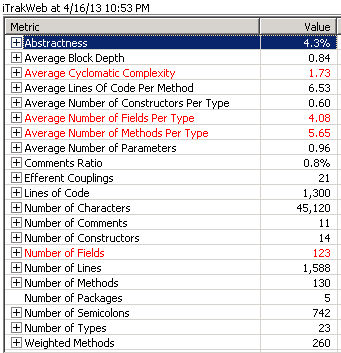 iTrakWeb at 4/16/13 10:53 PM
Metric Value
Abstractness 4.3%
Average Block Depth 0.84
Average Cyclomatic Complexity 1.73
Average Lines Of Code Per Method 6.53
Average Number of Constructors Per Type 0.60
Average Number of Fields Per Type 4.08
Average Number of Methods Per Type 5.65
Average Number of Parameters 0.96
Comments Ratio 0.8%
Efferent Couplings 21
Lines of Code 1,300
Number of Characters 45,120
Number of Comments 11
Number of Constructors 14
Number of Fields 123
Number of Lines 1,588
Number of Methods 130
Number of Packages 5
Number of Semicolons 742
Number of Types 23
Weighted Methods 260